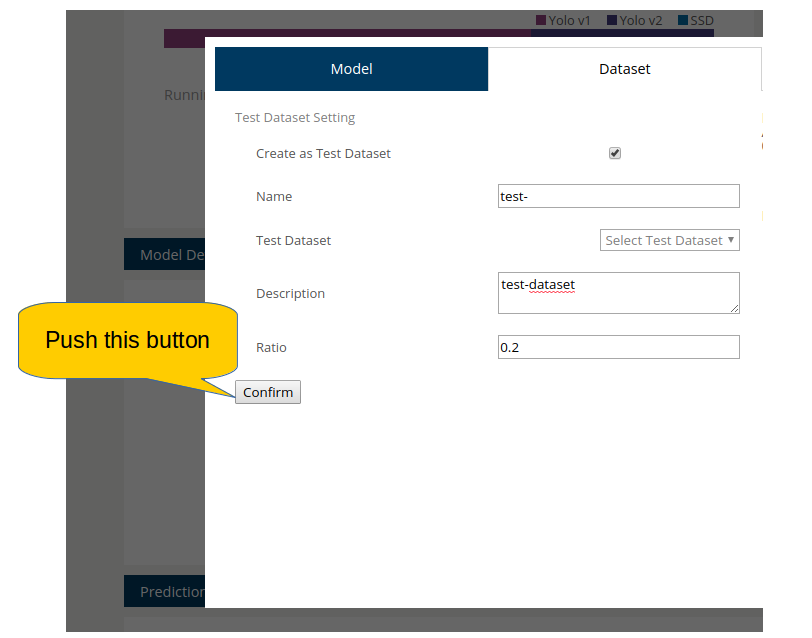 Yolo v1 Yolo v2 SSD
Model Dataset
Runni
Test Dataset Setting
Create as Test Dataset
Name test-
Test Dataset Select Test Dataset
Model De
Description test-dataset
Push this button
Ratio 0.2
Confirm
Prediction